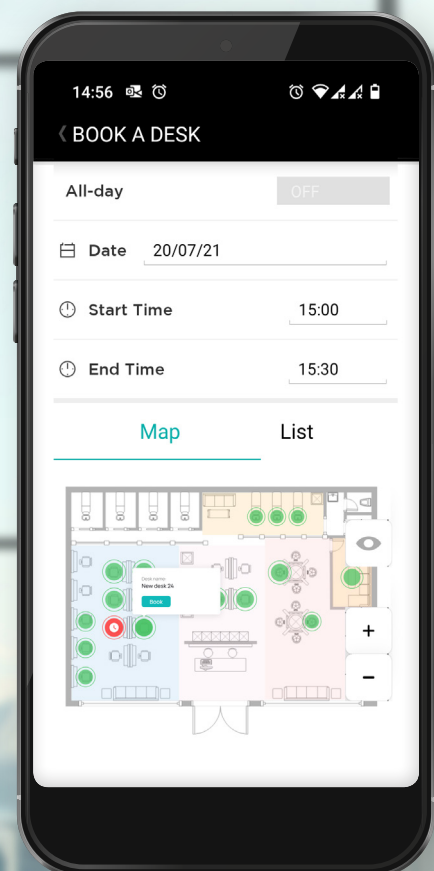 14:56
BOOK A DESK
All-day OFF
Date 20/07/21
Start Time 15:00
End Time 15:30
Map List
Desk name
New desk 24
Book
+
−